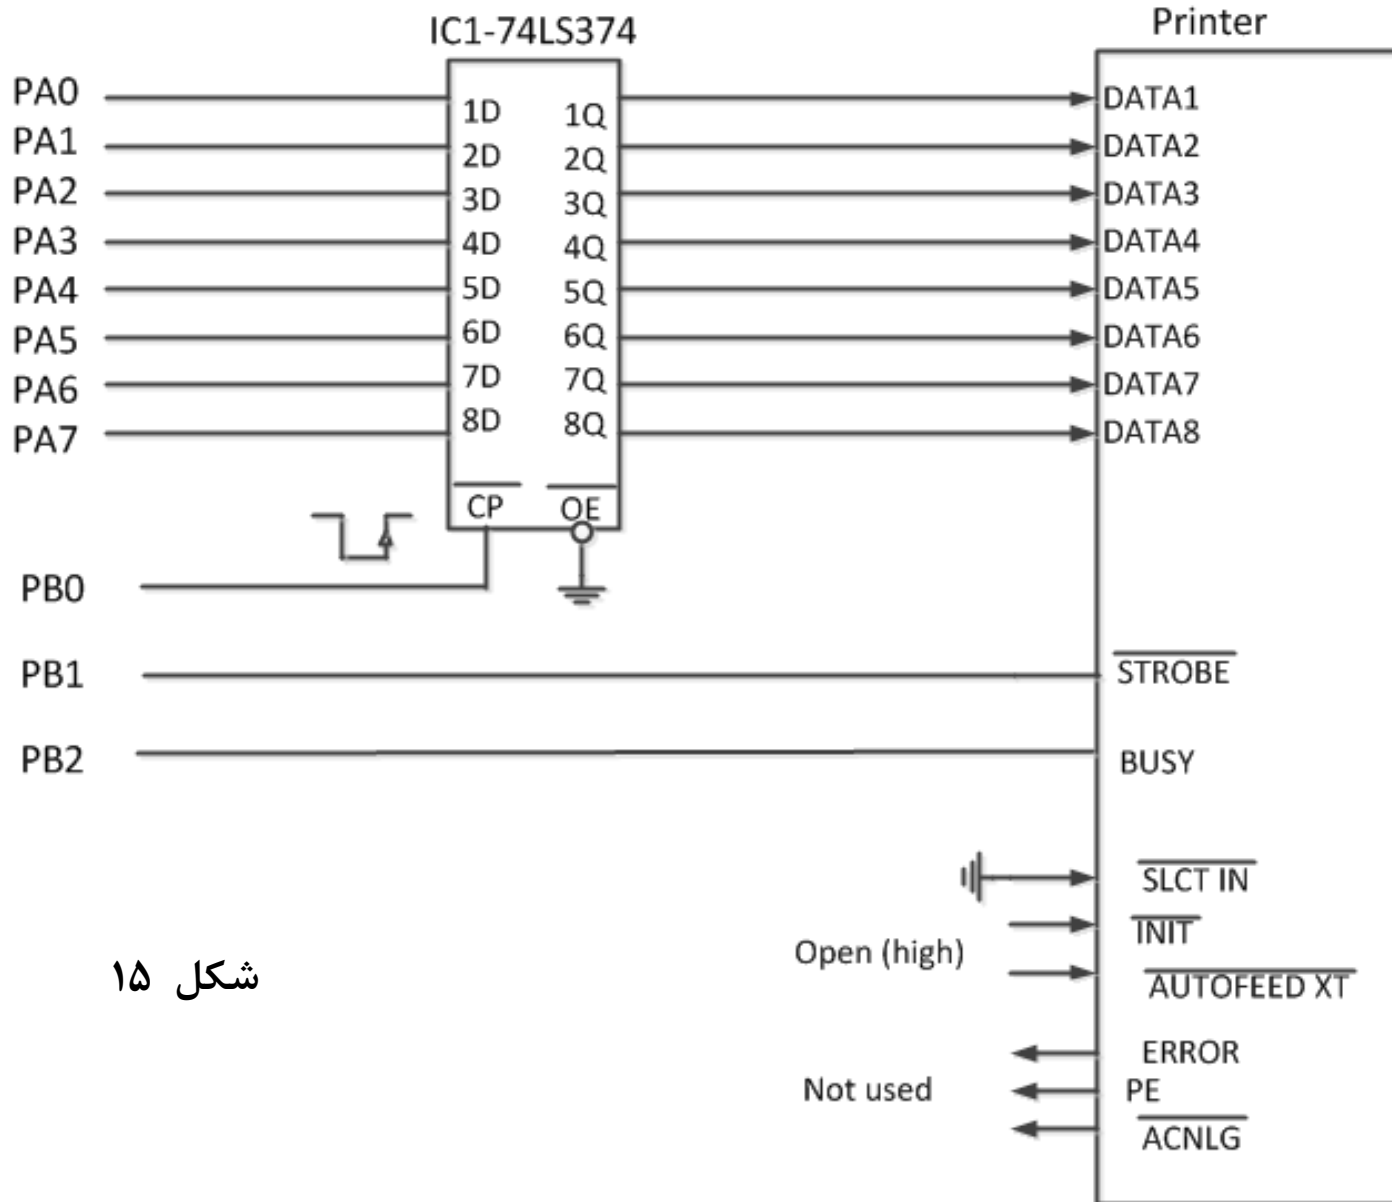 IC1-74LS374
Printer
PA0
PA1
PA2
PA3
PA4
PA5
PA6
PA7
1D 1Q
2D 2Q
3D 3Q
4D 4Q
5D 5Q
6D 6Q
7D 7Q
8D 8Q
CP OE
DATA1
DATA2
DATA3
DATA4
DATA5
DATA6
DATA7
DATA8
PB0
PB1
STROBE
PB2
BUSY
SLCT IN
INIT
Open (high)
AUTOFEED XT
ERROR
Not used
PE
ACNLG
شکل ۱۵